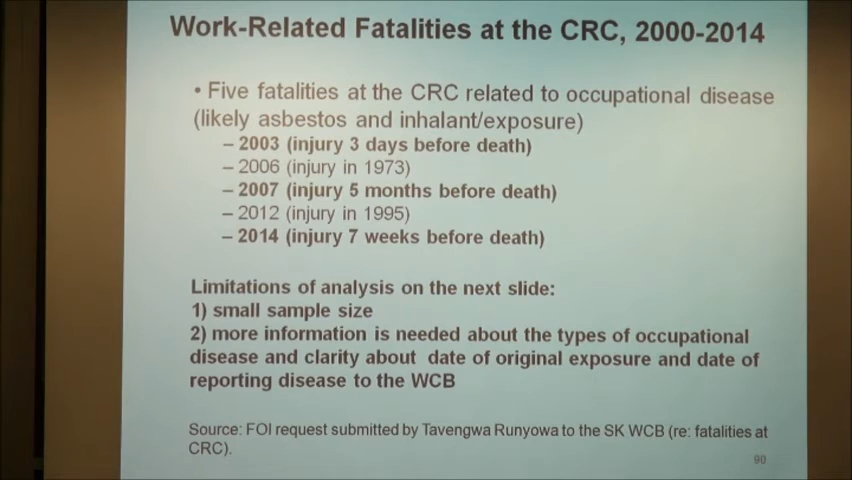 Work-Related Fatalities at the CRC, 2000-2014
• Five fatalities at the CRC related to occupational disease
(likely asbestos and inhalant/exposure)
– 2003 (injury 3 days before death)
– 2006 (injury in 1973)
– 2007 (injury 5 months before death)
– 2012 (injury in 1995)
– 2014 (injury 7 weeks before death)
Limitations of analysis on the next slide:
1) small sample size
2) more information is needed about the types of occupational
disease and clarity about date of original exposure and date of
reporting disease to the WCB
Source: FOI request submitted by Tavengwa Runyowa to the SK WCB (re: fatalities at
CRC).
90